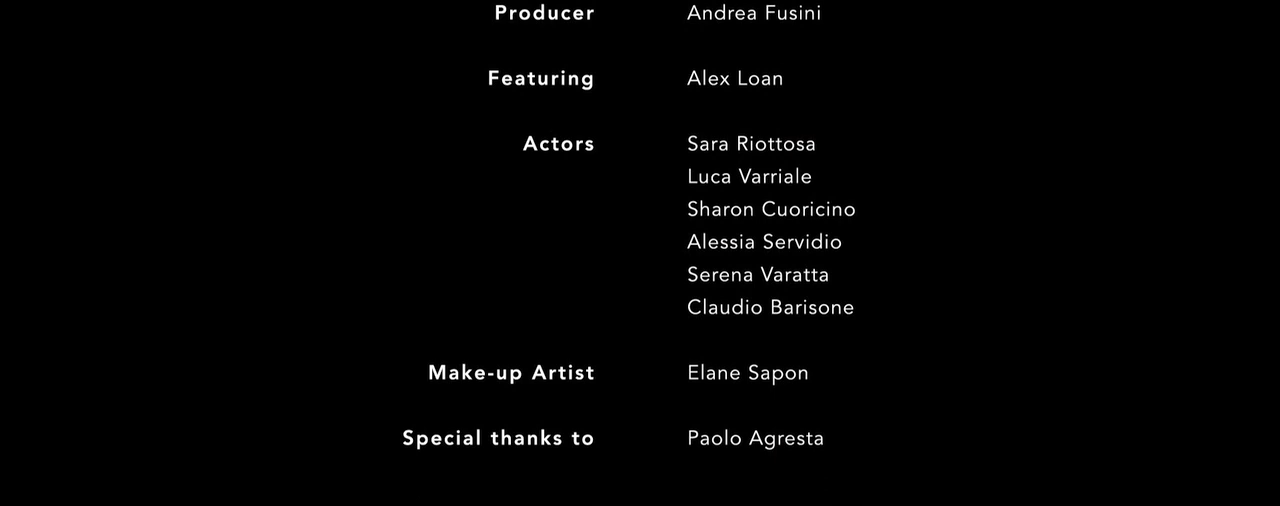 Producer Andrea Fusini
Featuring Alex Loan
Actors Sara Riottosa
Luca Varriale
Sharon Cuoricino
Alessia Servidio
Serena Varatta
Claudio Barisone
Make-up Artist Elane Sapon
Special thanks to Paolo Agresta